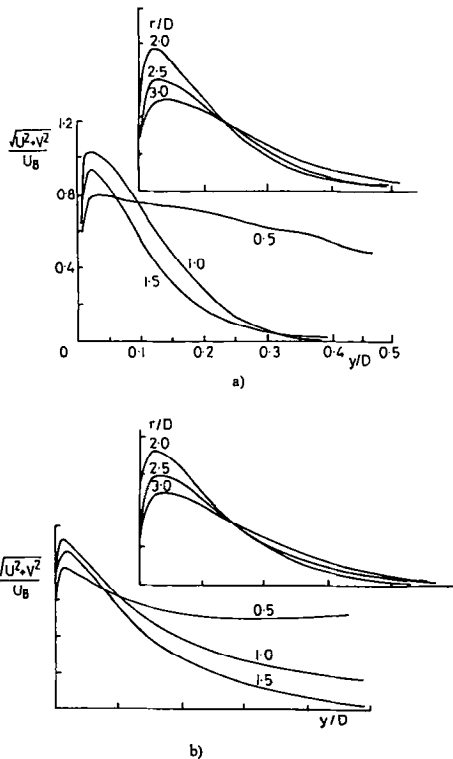 r/D
2·0
2·5
3·0
√U²+V²
U_B
1·2
0·8
0·4
0
0·5
1·0
1·5
0·1
0·2
0·3
0·4
0·5
y/D
a)
r/D
2·0
2·5
3·0
√U²+V²
U_B
0·5
1·0
1·5
y/D
b)